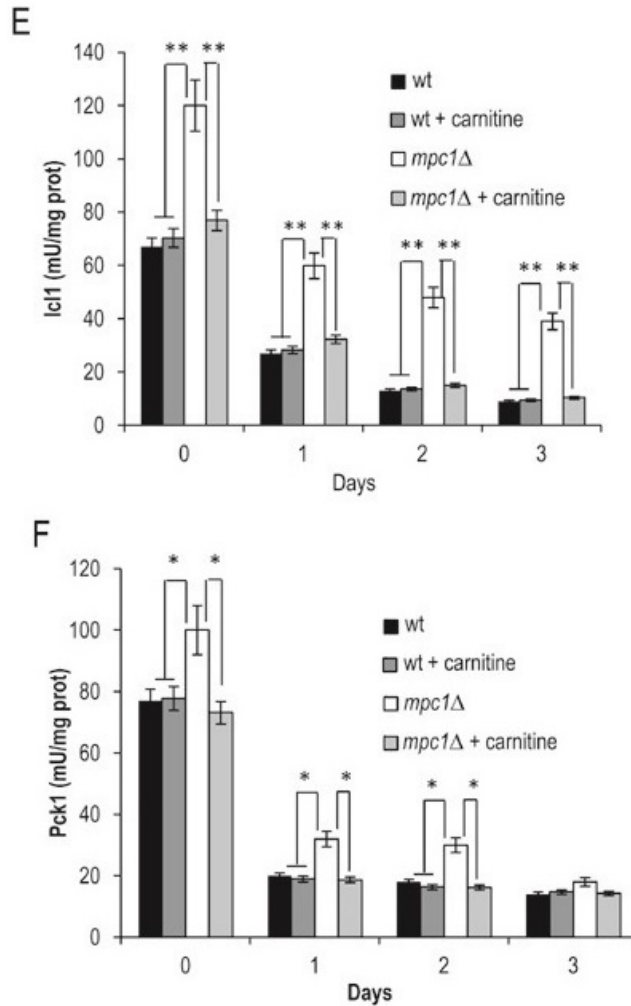 E
** **
140
120
100
80
60
40
20
0
Icl1 (mU/mg prot)
** **
** **
** **
wt
wt + carnitine
mpc1Δ
mpc1Δ + carnitine
0 1 2 3
Days
F
* *
120
100
80
60
40
20
0
Pck1 (mU/mg prot)
* *
* *
wt
wt + carnitine
mpc1Δ
mpc1Δ + carnitine
0 1 2 3
Days